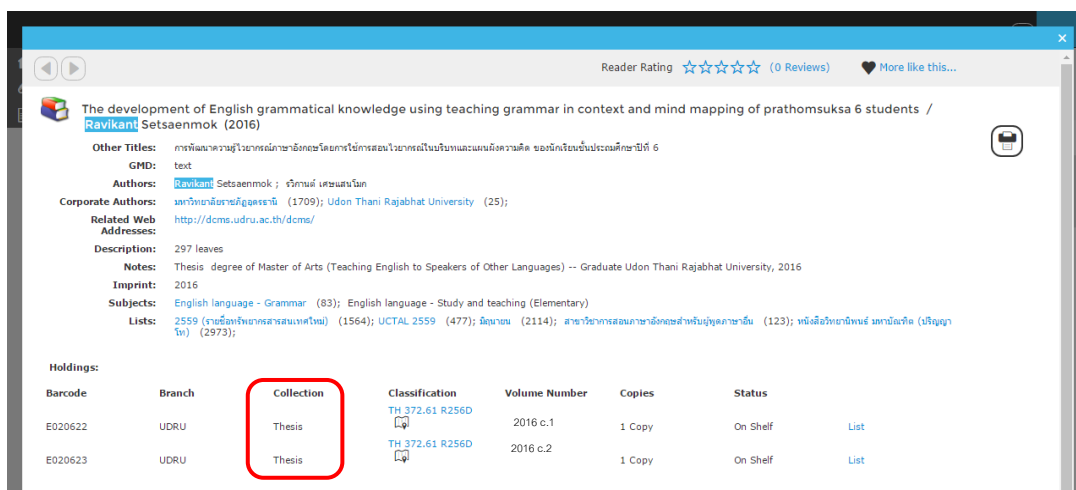 ×
Reader Rating (0 Reviews) More like this...
The development of English grammatical knowledge using teaching grammar in context and mind mapping of prathomsuksa 6 students /
Ravikant Setsaenmok (2016)
Other Titles: การพัฒนาความรู้ไวยากรณ์ภาษาอังกฤษโดยการใช้การสอนไวยากรณ์ในบริบทและแผนผังความคิด ของนักเรียนชั้นประถมศึกษาปีที่ 6
GMD: text
Authors: Ravikant Setsaenmok ; รวิกานต์ เศษแสนโมก
Corporate Authors: มหาวิทยาลัยราชภัฏอุดรธานี (1709); Udon Thani Rajabhat University (25);
Related Web Addresses: http://dcms.udru.ac.th/dcms/
Description: 297 leaves
Notes: Thesis degree of Master of Arts (Teaching English to Speakers of Other Languages) -- Graduate Udon Thani Rajabhat University, 2016
Imprint: 2016
Subjects: English language - Grammar (83); English language - Study and teaching (Elementary)
Lists: 2559 (รายชื่อทรัพยากรสารสนเทศใหม่) (1564); UCTAL 2559 (477); มิถุนายน (2114); สาขาวิชาการสอนภาษาอังกฤษสำหรับผู้พูดภาษาอื่น (123); หนังสือวิทยานิพนธ์ มหาบัณฑิต (ปริญญา
โท) (2973);
Holdings:
Barcode Branch Collection Classification Volume Number Copies Status
E020622 UDRU Thesis TH 372.61 R256D 2016 c.1 1 Copy On Shelf List
E020623 UDRU Thesis TH 372.61 R256D 2016 c.2 1 Copy On Shelf List